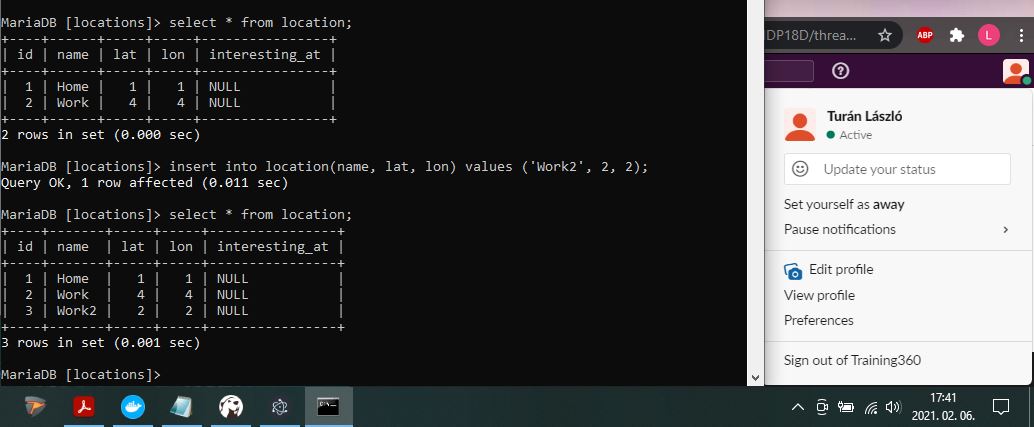 MariaDB [locations]> select * from location;
+----+------+-----+-----+----------------+
| id | name | lat | lon | interesting_at |
+----+------+-----+-----+----------------+
|  1 | Home |   1 |   1 | NULL           |
|  2 | Work |   4 |   4 | NULL           |
+----+------+-----+-----+----------------+
2 rows in set (0.000 sec)
MariaDB [locations]> insert into location(name, lat, lon) values ('Work2', 2, 2);
Query OK, 1 row affected (0.011 sec)
MariaDB [locations]> select * from location;
+----+-------+-----+-----+----------------+
| id | name  | lat | lon | interesting_at |
+----+-------+-----+-----+----------------+
|  1 | Home  |   1 |   1 | NULL           |
|  2 | Work  |   4 |   4 | NULL           |
|  3 | Work2 |   2 |   2 | NULL           |
+----+-------+-----+-----+----------------+
3 rows in set (0.001 sec)
MariaDB [locations]>
DP18D/threa...
ABP
L
Turán László
Active
Update your status
Set yourself as away
Pause notifications
Edit profile
View profile
Preferences
Sign out of Training360
17:41
2021. 02. 06.